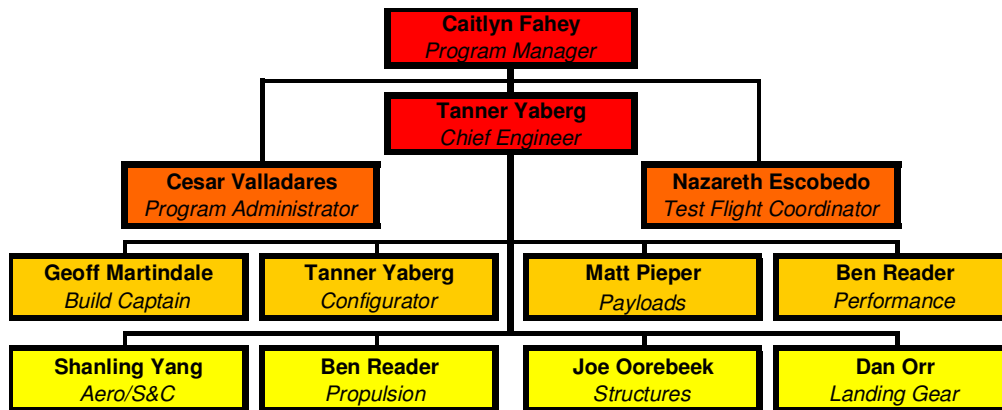 Caitlyn Fahey
Program Manager
Tanner Yaberg
Chief Engineer
Cesar Valladares
Program Administrator
Nazareth Escobedo
Test Flight Coordinator
Geoff Martindale
Build Captain
Tanner Yaberg
Configurator
Matt Pieper
Payloads
Ben Reader
Performance
Shanling Yang
Aero/S&C
Ben Reader
Propulsion
Joe Oorebeek
Structures
Dan Orr
Landing Gear